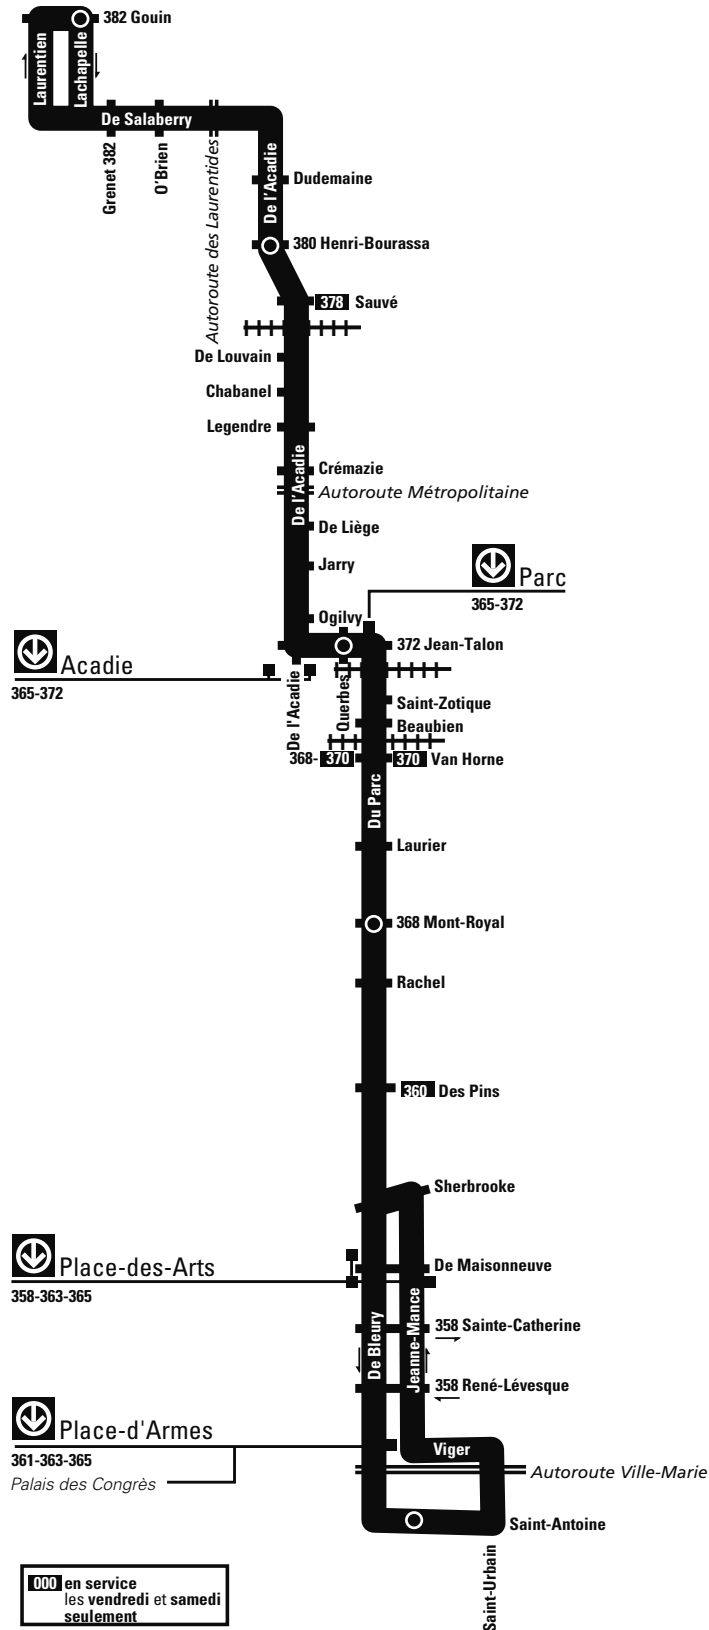 382 Gouin
Laurentien
Lachapelle
De Salaberry
Grenet 382
O'Brien
Autoroute des Laurentides
De l'Acadie
Dudemaine
380 Henri-Bourassa
378 Sauvé
De Louvain
Chabanel
Legendre
De l'Acadie
Crémazie
Autoroute Métropolitaine
De Liège
Jarry
Parc
365-372
Ogilvy
372 Jean-Talon
Acadie
365-372
De l'Acadie
Querbes
Saint-Zotique
Beaubien
368- 370
370 Van Horne
Du Parc
Laurier
368 Mont-Royal
Rachel
360 Des Pins
Sherbrooke
Place-des-Arts
358-363-365
De Maisonneuve
De Bleury
Jeanne-Mance
358 Sainte-Catherine
358 René-Lévesque
Place-d'Armes
361-363-365
Palais des Congrès
Viger
Autoroute Ville-Marie
Saint-Antoine
Saint-Urbain
000 en service
les vendredi et samedi
seulement